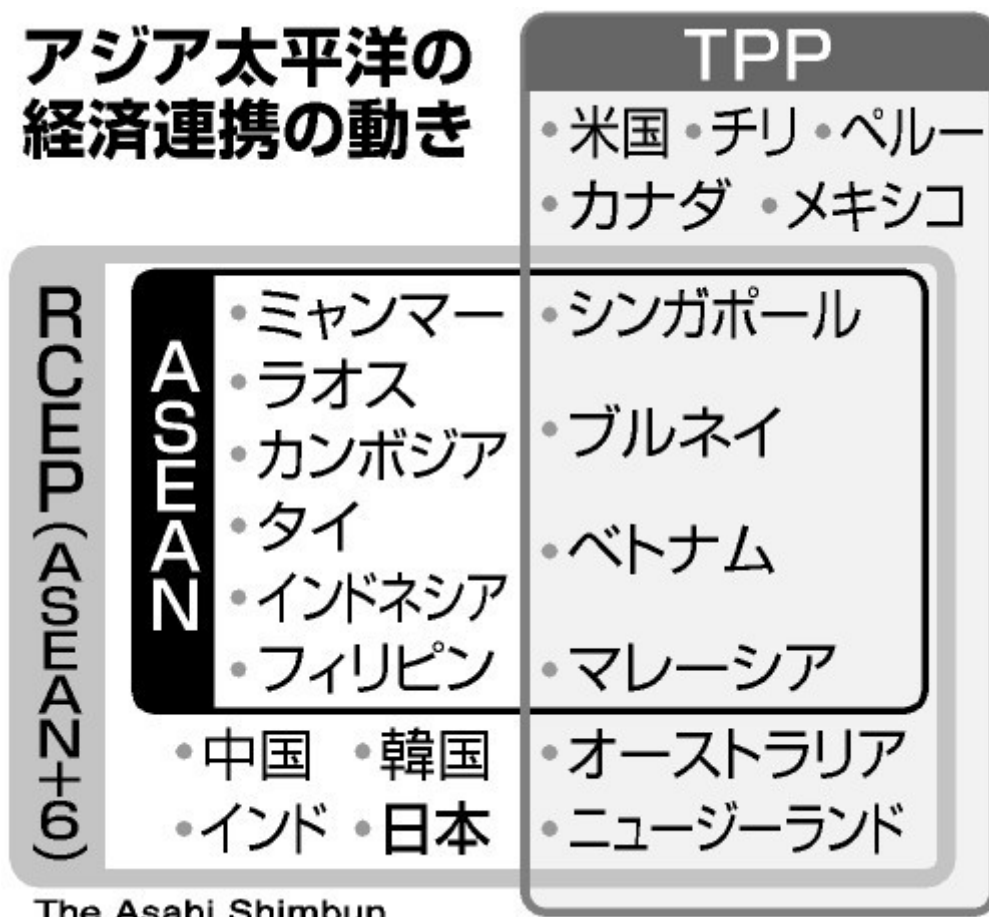 アジア太平洋の
経済連携の動き
TPP
・米国・チリ・ペルー
・カナダ ・メキシコ
RCEP(ASEAN+6)
ASEAN
・ミャンマー
・ラオス
・カンボジア
・タイ
・インドネシア
・フィリピン
・シンガポール
・ブルネイ
・ベトナム
・マレーシア
・中国 ・韓国
・インド ・日本
・オーストラリア
・ニュージーランド
The Asahi Shimbun